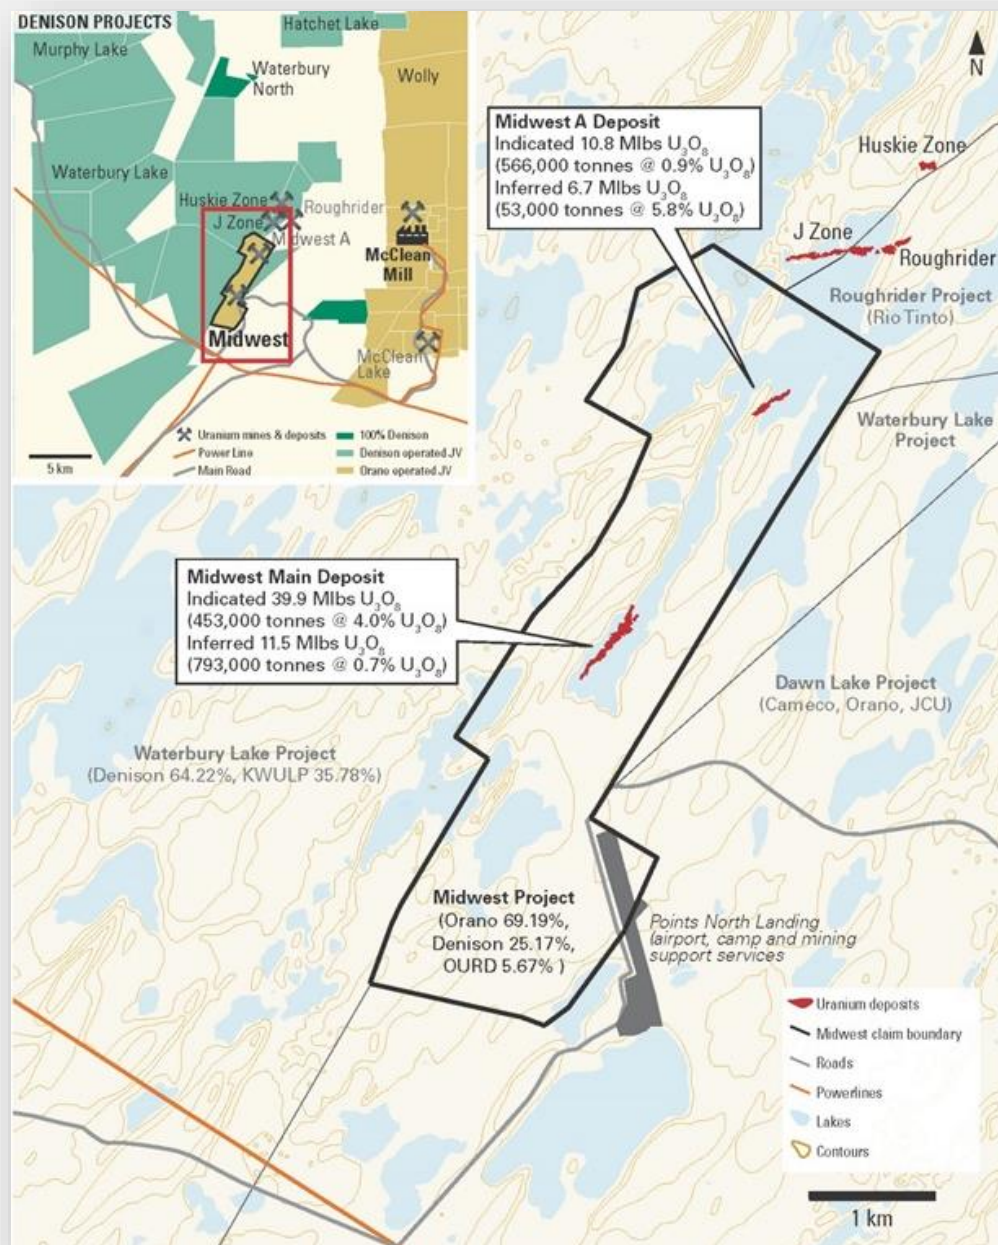 DENISON PROJECTS
Hatchet Lake
Murphy Lake
Waterbury
North
Wolly
Waterbury Lake
Huskie Zone
Roughrider
J Zone
Midwest A
McClean
Mill
Midwest
McClean
Lake
Uranium mines & deposits
100% Denison
Power Line
Denison operated JV
Main Road
Orano operated JV
5 km
N
Midwest A Deposit
Indicated 10.8 Mlbs U₃O₈
(566,000 tonnes @ 0.9% U₃O₈)
Inferred 6.7 Mlbs U₃O₈
(53,000 tonnes @ 5.8% U₃O₈)
Huskie Zone
J Zone
Roughrider
Roughrider Project
(Rio Tinto)
Waterbury Lake
Project
Midwest Main Deposit
Indicated 39.9 Mlbs U₃O₈
(453,000 tonnes @ 4.0% U₃O₈)
Inferred 11.5 Mlbs U₃O₈
(793,000 tonnes @ 0.7% U₃O₈)
Dawn Lake Project
(Cameco, Orano, JCU)
Waterbury Lake Project
(Denison 64.22%, KWULP 35.78%)
Midwest Project
(Orano 69.19%,
Denison 25.17%,
OURD 5.67% )
Points North Landing
(airport, camp and mining
support services
Uranium deposits
Midwest claim boundary
Roads
Powerlines
Lakes
Contours
1 km